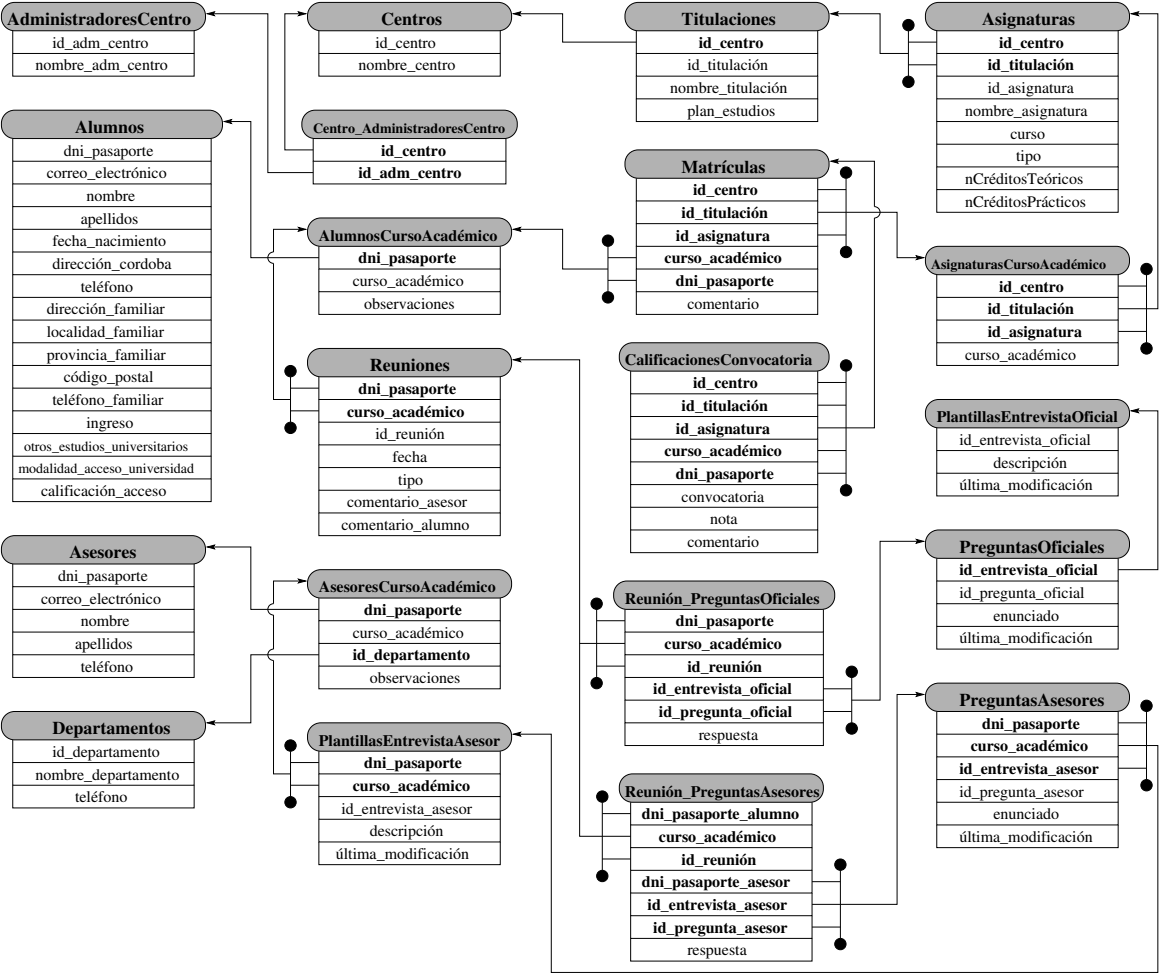 AdministradoresCentro
id_adm_centro
nombre_adm_centro
Centros
id_centro
nombre_centro
Titulaciones
id_centro
id_titulación
nombre_titulación
plan_estudios
Asignaturas
id_centro
id_titulación
id_asignatura
nombre_asignatura
curso
tipo
nCréditosTeóricos
nCréditosPrácticos
Alumnos
dni_pasaporte
correo_electrónico
nombre
apellidos
fecha_nacimiento
dirección_cordoba
teléfono
dirección_familiar
localidad_familiar
provincia_familiar
código_postal
teléfono_familiar
ingreso
otros_estudios_universitarios
modalidad_acceso_universidad
calificación_acceso
Centro_AdministradoresCentro
id_centro
id_adm_centro
Matrículas
id_centro
id_titulación
id_asignatura
curso_académico
dni_pasaporte
comentario
AlumnosCursoAcadémico
dni_pasaporte
curso_académico
observaciones
AsignaturasCursoAcadémico
id_centro
id_titulación
id_asignatura
curso_académico
Reuniones
dni_pasaporte
curso_académico
id_reunión
fecha
tipo
comentario_asesor
comentario_alumno
CalificacionesConvocatoria
id_centro
id_titulación
id_asignatura
curso_académico
dni_pasaporte
convocatoria
nota
comentario
PlantillasEntrevistaOficial
id_entrevista_oficial
descripción
última_modificación
Asesores
dni_pasaporte
correo_electrónico
nombre
apellidos
teléfono
AsesoresCursoAcadémico
dni_pasaporte
curso_académico
id_departamento
observaciones
Reunión_PreguntasOficiales
dni_pasaporte
curso_académico
id_reunión
id_entrevista_oficial
id_pregunta_oficial
respuesta
PreguntasOficiales
id_entrevista_oficial
id_pregunta_oficial
enunciado
última_modificación
Departamentos
id_departamento
nombre_departamento
teléfono
PlantillasEntrevistaAsesor
dni_pasaporte
curso_académico
id_entrevista_asesor
descripción
última_modificación
Reunión_PreguntasAsesores
dni_pasaporte_alumno
curso_académico
id_reunión
dni_pasaporte_asesor
id_entrevista_asesor
id_pregunta_asesor
respuesta
PreguntasAsesores
dni_pasaporte
curso_académico
id_entrevista_asesor
id_pregunta_asesor
enunciado
última_modificación